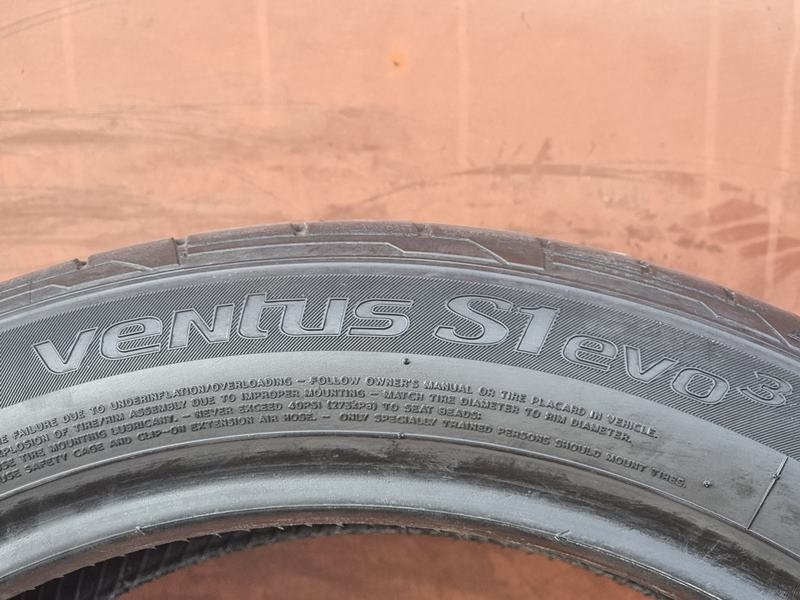 ventus S1 evo3
FAILURE DUE TO UNDERINFLATION/OVERLOADING – FOLLOW OWNER'S MANUAL OR TIRE PLACARD IN VEHICLE.
EXPLOSION OF TIRE/RIM ASSEMBLY DUE TO IMPROPER MOUNTING – MATCH TIRE DIAMETER TO RIM DIAMETER.
USE TIRE MOUNTING LUBRICANT. – NEVER EXCEED 40PSI (275KPA) TO SEAT BEADS.
USE SAFETY CAGE AND CLIP-ON EXTENSION AIR HOSE. – ONLY SPECIALLY TRAINED PERSONS SHOULD MOUNT TIRES.